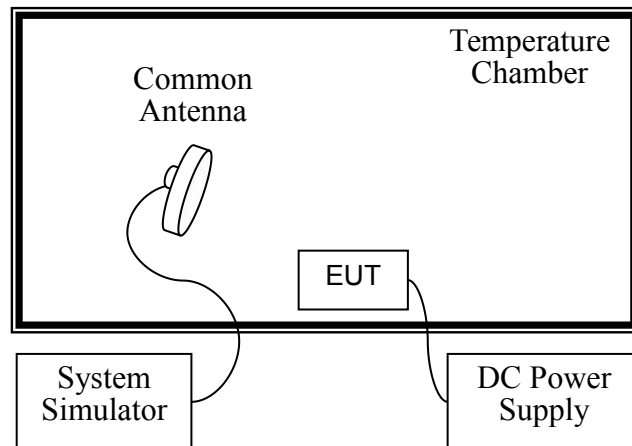 Temperature
Chamber
Common
Antenna
EUT
System
Simulator
DC Power
Supply